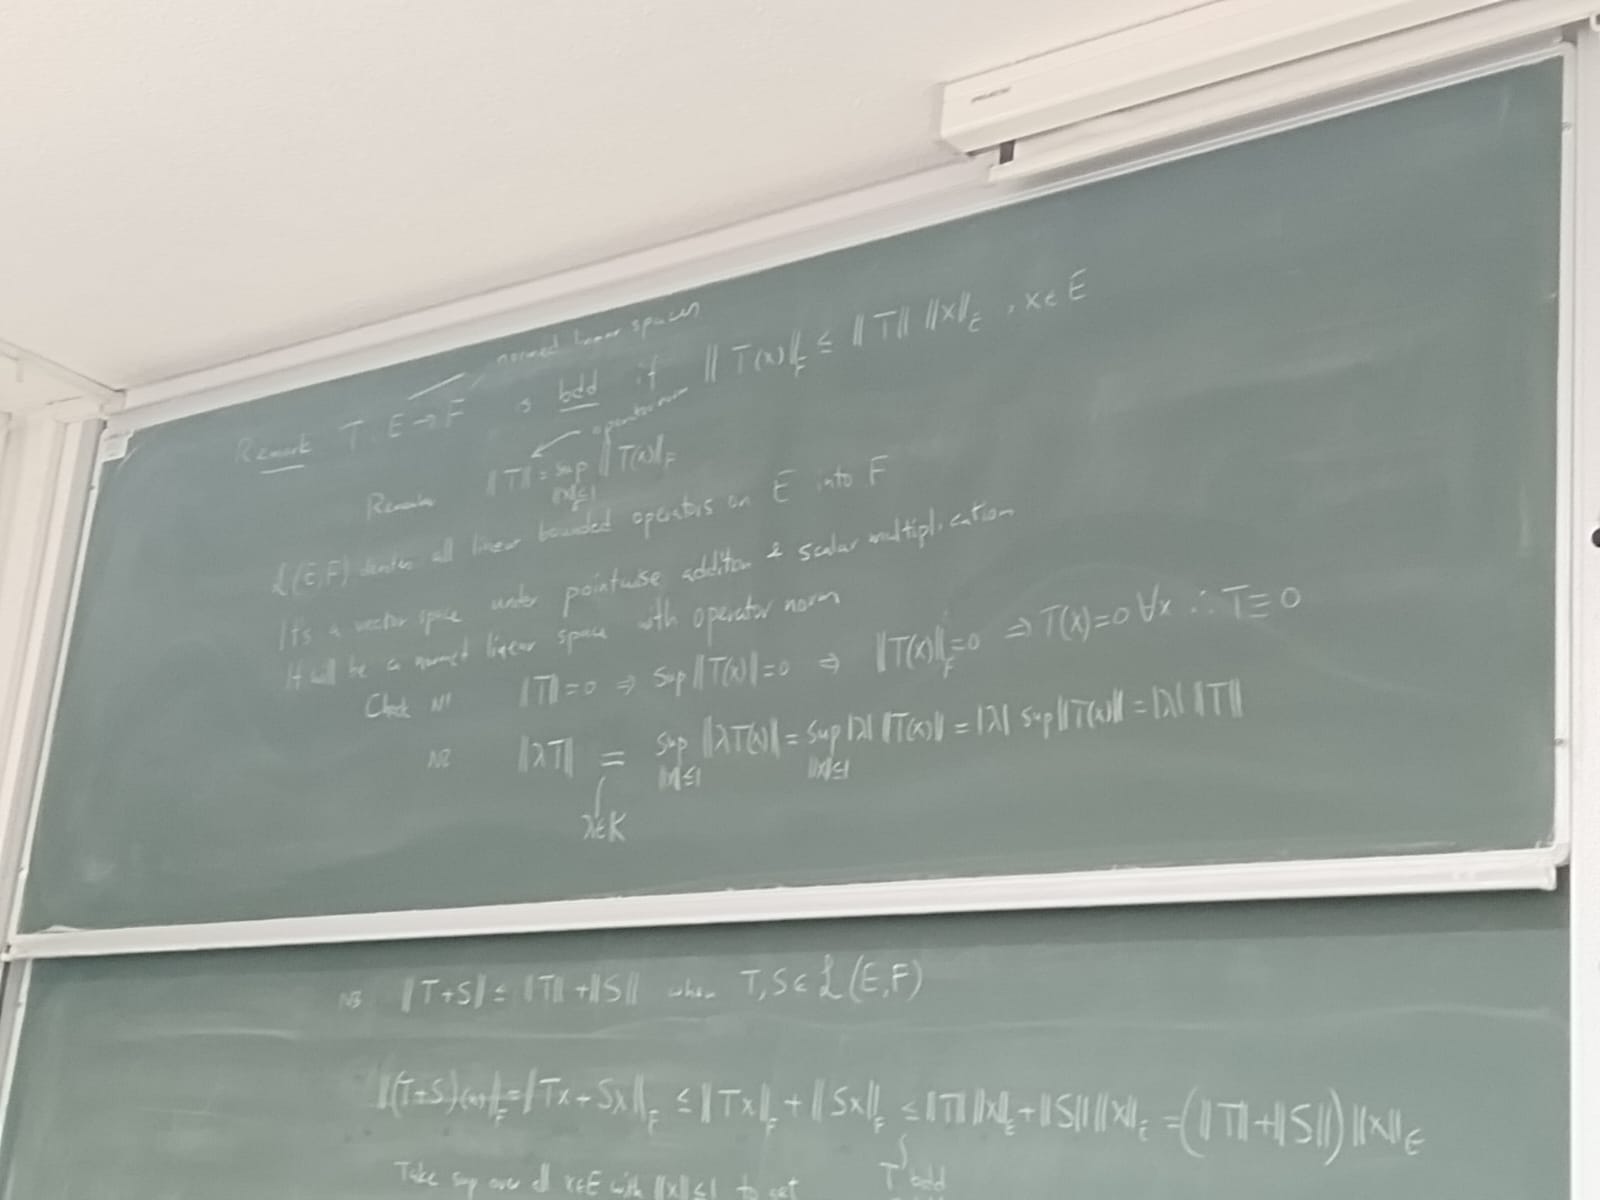 normed linear spaces
Remark T: E → F is bdd if ‖T(x)‖_F ≤ ‖T‖ ‖x‖_E , x ∈ E
operator norm
Remark ‖T‖ = sup ‖T(x)‖_F
‖x‖≤1
ℒ(E,F) denotes all linear bounded operators on E into F
It's a vector space under pointwise addition & scalar multiplication
It will be a normed linear space with operator norm
Check N1 ‖T‖=0 ⇒ sup ‖T(x)‖=0 ⇒ ‖T(x)‖_F=0 ⇒ T(x)=0 ∀x ∴ T≡0
N2 ‖λT‖ = sup ‖λT(x)‖ = sup |λ| ‖T(x)‖ = |λ| sup‖T(x)‖ = |λ| ‖T‖
‖x‖≤1 ‖x‖≤1
λ∈K
N3 ‖T+S‖ ≤ ‖T‖+‖S‖ when T, S ∈ ℒ(E,F)
‖(T+S)(x)‖_F = ‖Tx + Sx‖_F ≤ ‖Tx‖_F + ‖Sx‖_F ≤ ‖T‖ ‖x‖_E + ‖S‖ ‖x‖_E = (‖T‖+‖S‖) ‖x‖_E
Take sup over all x∈E with ‖x‖≤1 to get T bdd